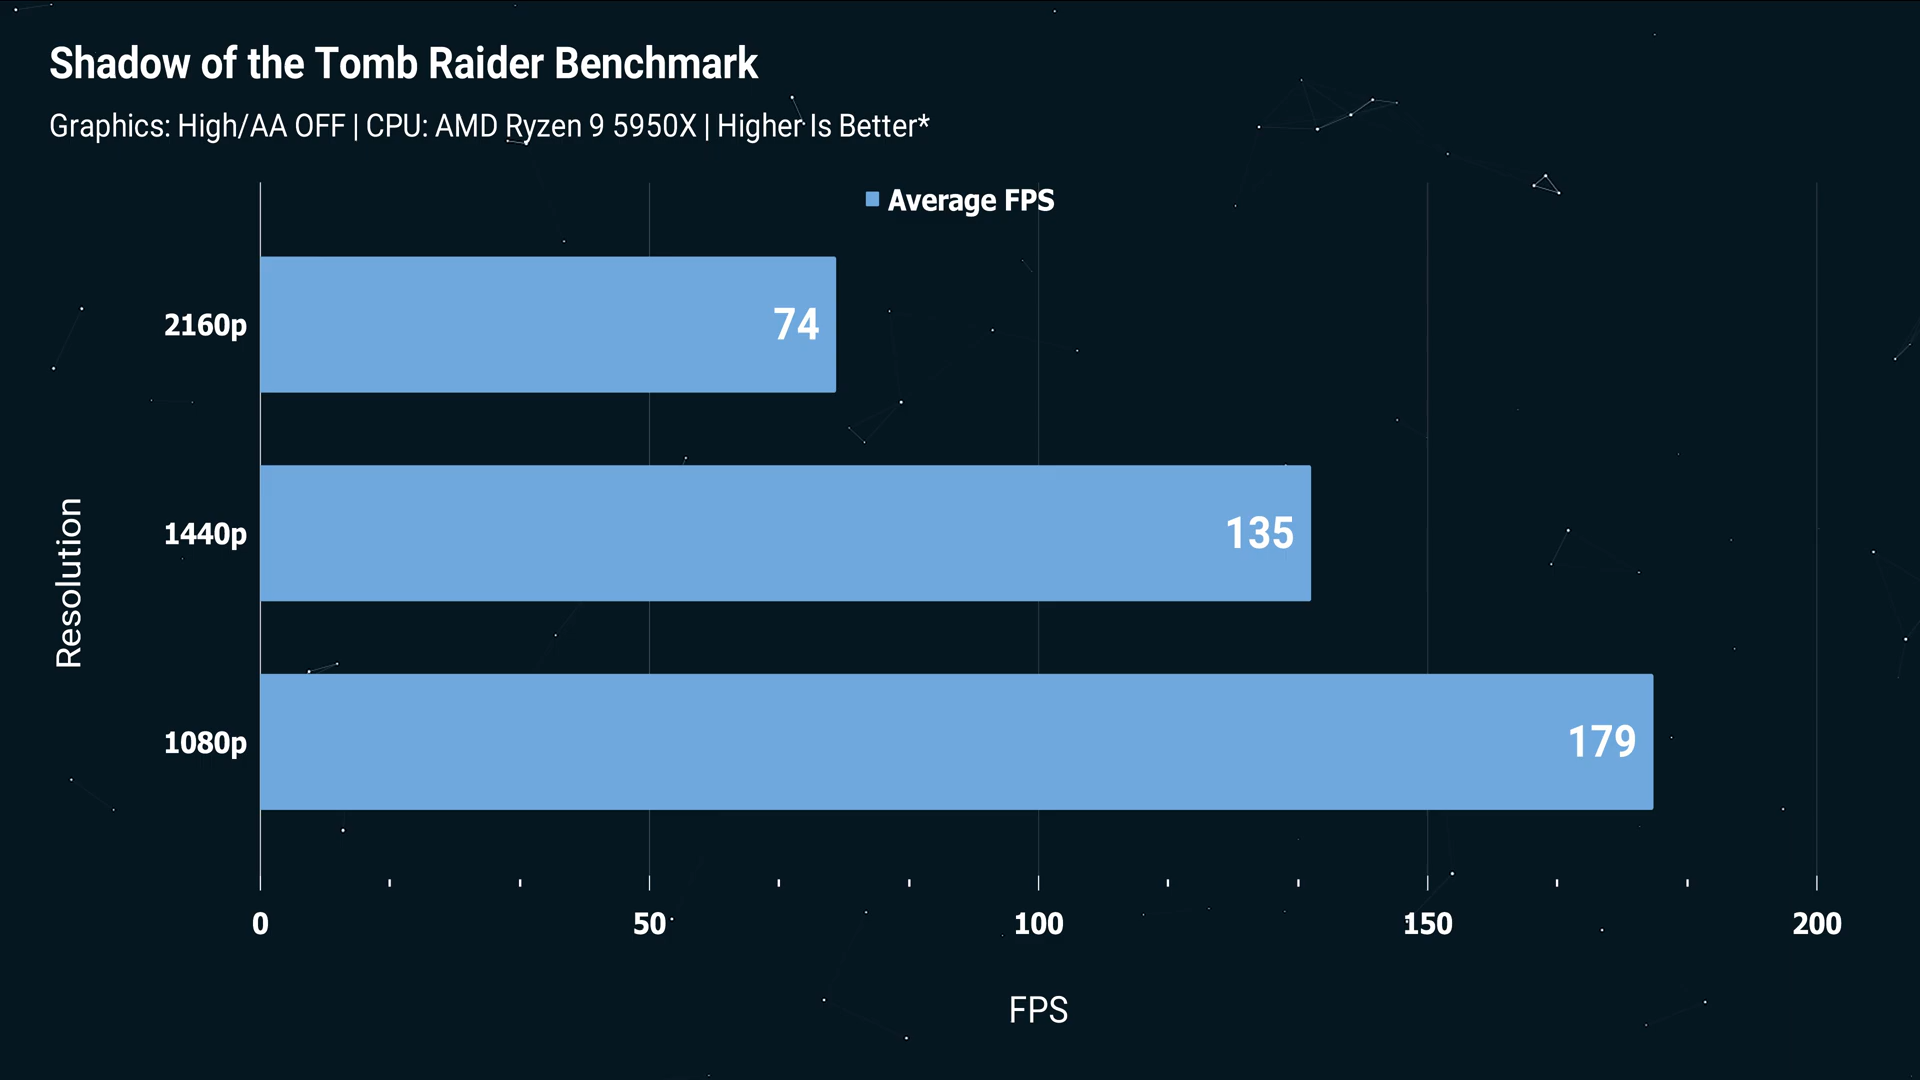 Shadow of the Tomb Raider Benchmark
Graphics: High/AA OFF | CPU: AMD Ryzen 9 5950X | Higher Is Better*
Average FPS
2160p
74
1440p
135
1080p
179
Resolution
0 50 100 150 200
FPS